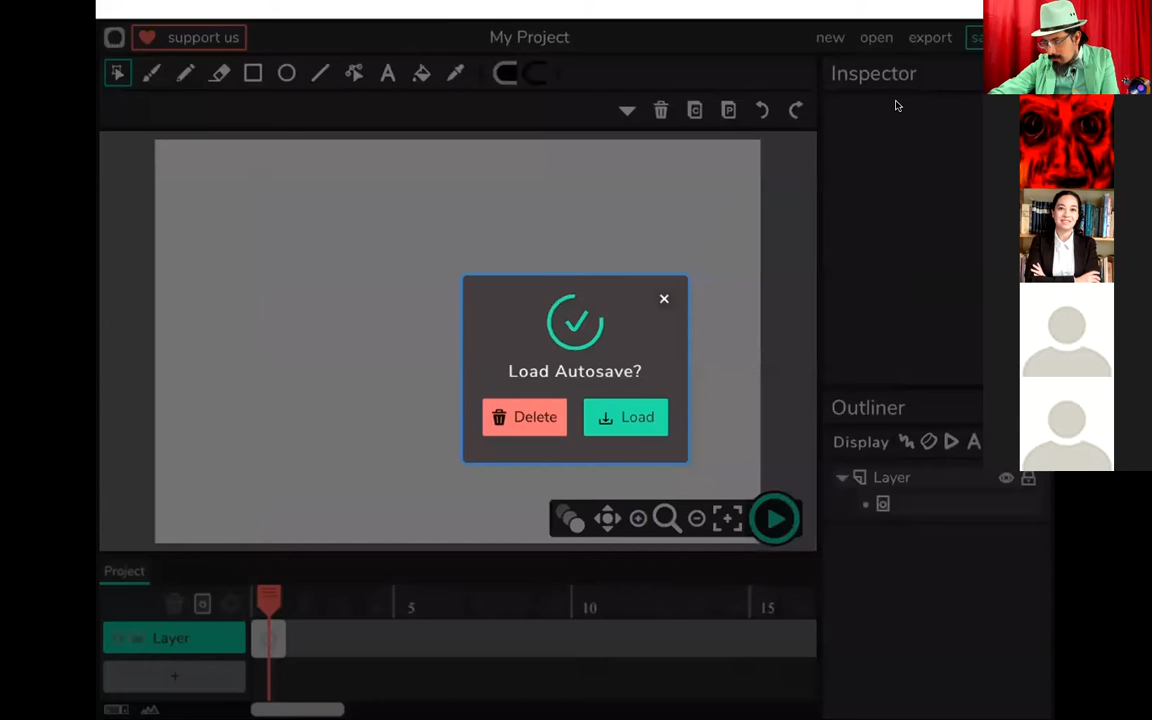 support us
My Project
new
open
export
Inspector
Load Autosave?
Delete
Load
Outliner
Display
A
Layer
Project
5
10
15
Layer
+